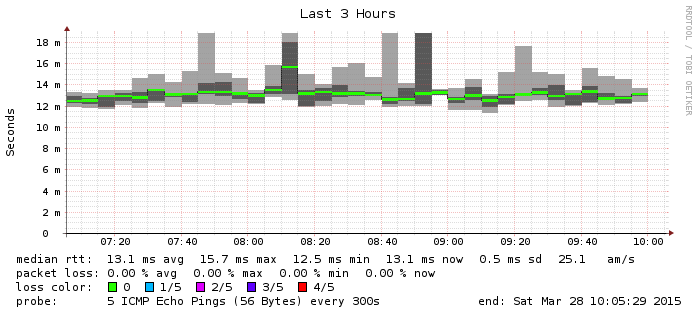 Last 3 Hours
RRDTOOL / TOBI OETIKER
Seconds
18 m
16 m
14 m
12 m
10 m
8 m
6 m
4 m
2 m
0
07:20 07:40 08:00 08:20 08:40 09:00 09:20 09:40 10:00
median rtt: 13.1 ms avg 15.7 ms max 12.5 ms min 13.1 ms now 0.5 ms sd 25.1 am/s
packet loss: 0.00 % avg 0.00 % max 0.00 % min 0.00 % now
loss color: 0 1/5 2/5 3/5 4/5
probe: 5 ICMP Echo Pings (56 Bytes) every 300s end: Sat Mar 28 10:05:29 2015